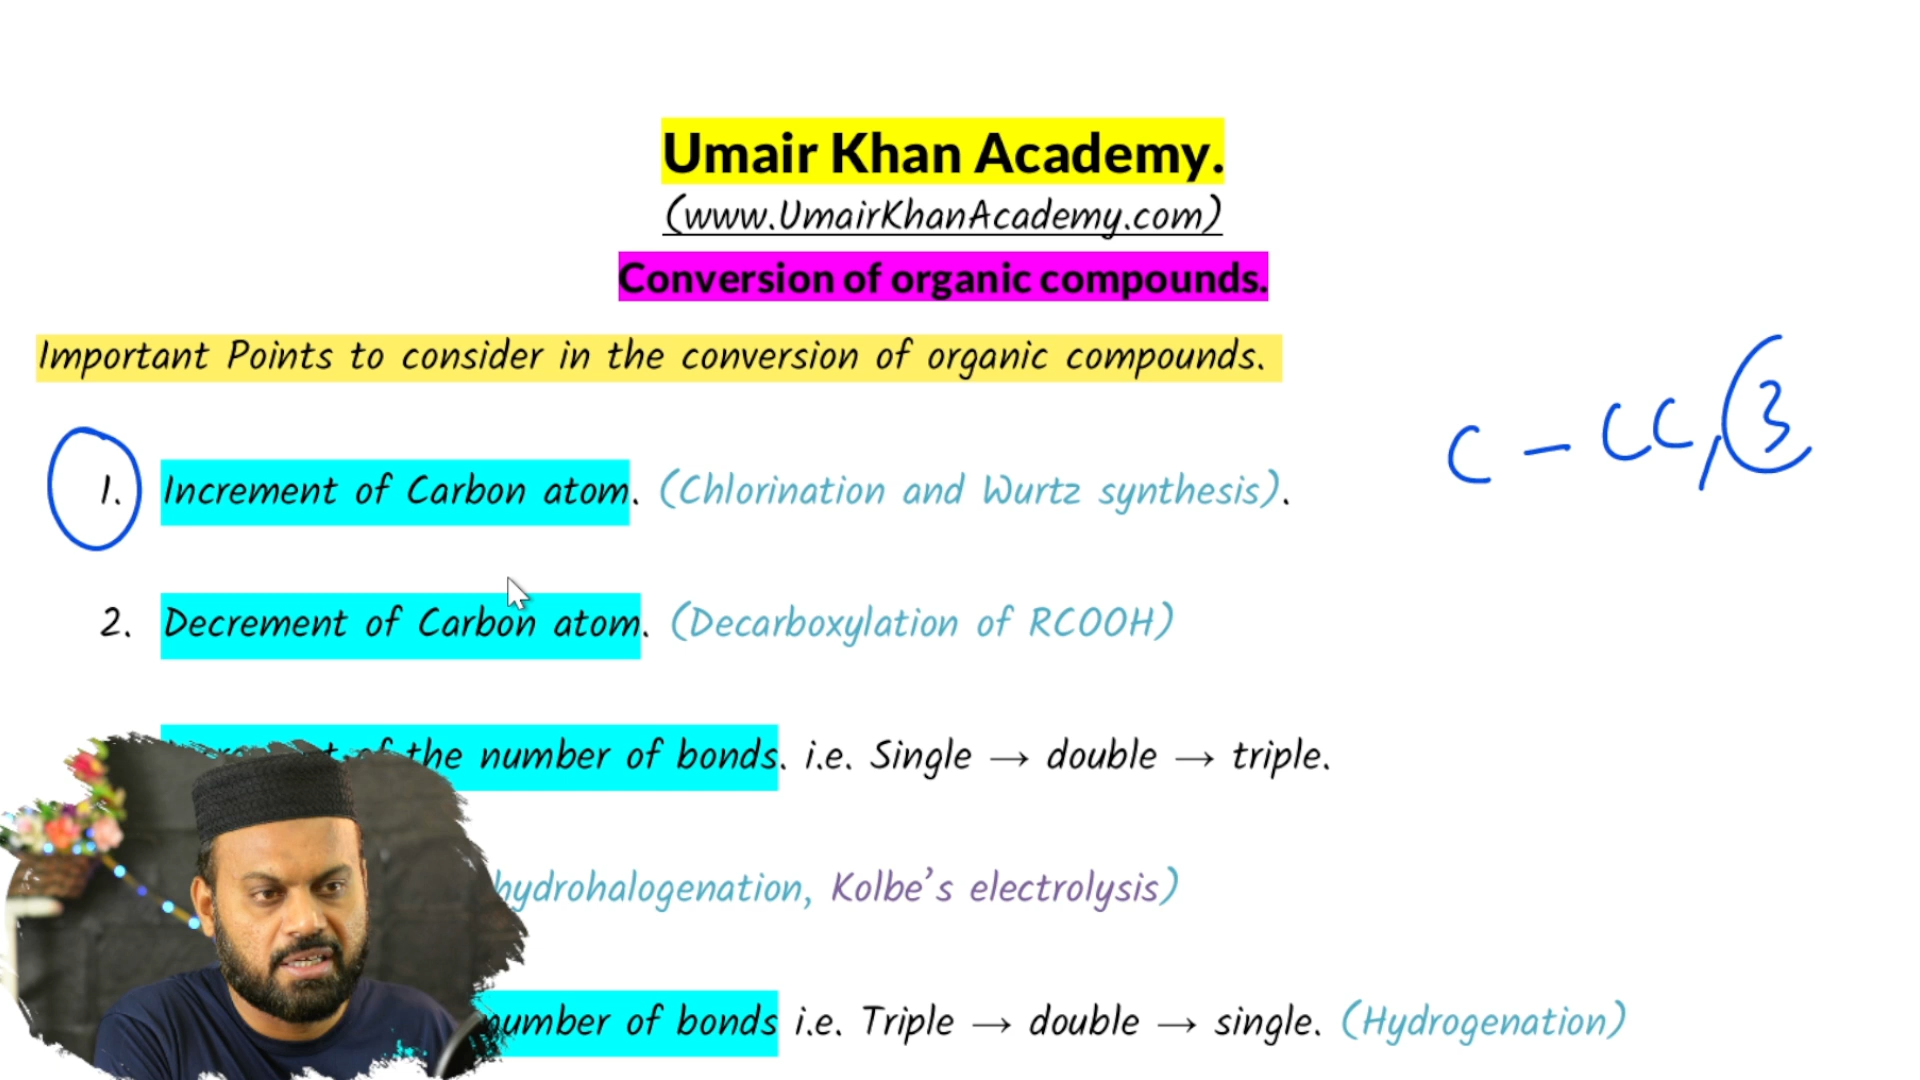 Umair Khan Academy.
(www.UmairKhanAcademy.com)
Conversion of organic compounds.
Important Points to consider in the conversion of organic compounds.
1. Increment of Carbon atom. (Chlorination and Wurtz synthesis).
C - CC, 3
2. Decrement of Carbon atom. (Decarboxylation of RCOOH)
of the number of bonds. i.e. Single → double → triple.
hydrohalogenation, Kolbe's electrolysis)
number of bonds i.e. Triple → double → single. (Hydrogenation)